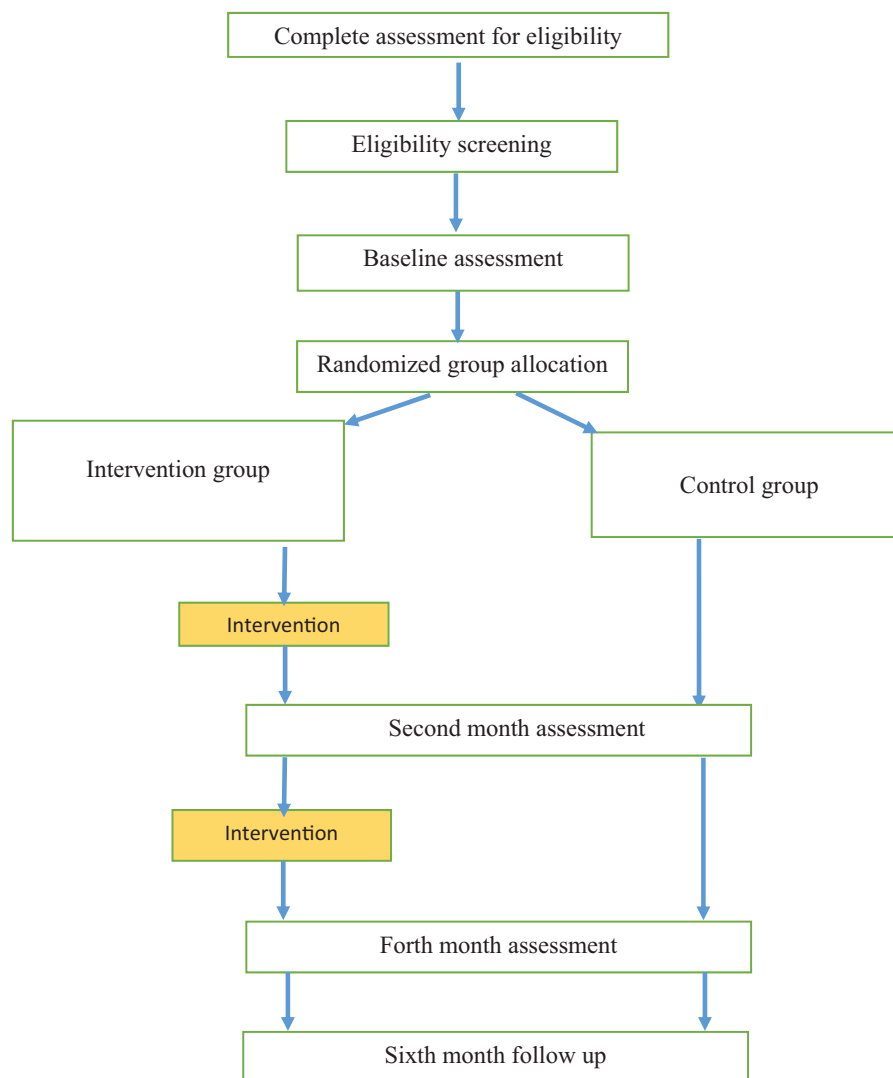 Complete assessment for eligibility
Eligibility screening
Baseline assessment
Randomized group allocation
Intervention group
Control group
Intervention
Second month assessment
Intervention
Forth month assessment
Sixth month follow up